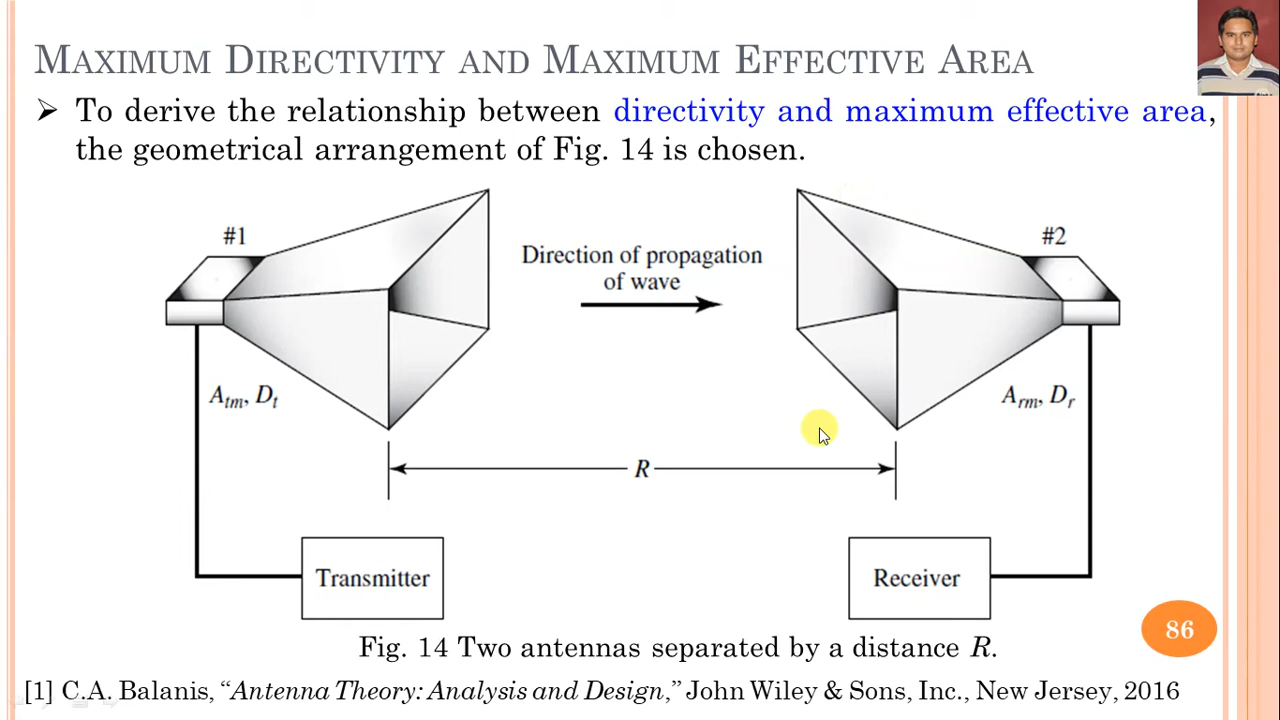 MAXIMUM DIRECTIVITY AND MAXIMUM EFFECTIVE AREA
➢ To derive the relationship between directivity and maximum effective area,
the geometrical arrangement of Fig. 14 is chosen.
#1
#2
Direction of propagation
of wave
Atm, Dt
Arm, Dr
R
Transmitter
Receiver
86
Fig. 14 Two antennas separated by a distance R.
[1] C.A. Balanis, “Antenna Theory: Analysis and Design,” John Wiley & Sons, Inc., New Jersey, 2016